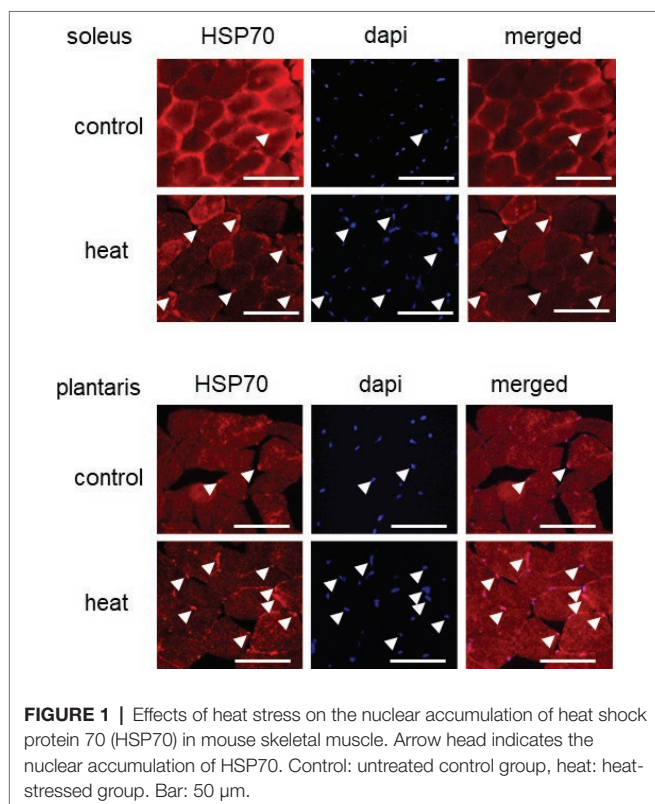 soleus HSP70 dapi merged
control
heat
plantaris HSP70 dapi merged
control
heat
FIGURE 1 | Effects of heat stress on the nuclear accumulation of heat shock
protein 70 (HSP70) in mouse skeletal muscle. Arrow head indicates the
nuclear accumulation of HSP70. Control: untreated control group, heat: heat-
stressed group. Bar: 50 μm.